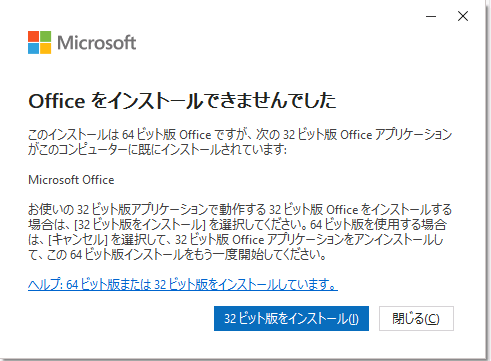 Microsoft
Office をインストールできませんでした
このインストールは 64 ビット版 Office ですが、次の 32 ビット版 Office アプリケーション
がこのコンピューターに既にインストールされています:
Microsoft Office
お使いの 32 ビット版アプリケーションで動作する 32 ビット版 Office をインストールする
場合は、[32 ビット版をインストール] を選択してください。64 ビット版を使用する場合
は、[キャンセル] を選択して、32 ビット版 Office アプリケーションをアンインストールし
て、この 64 ビット版インストールをもう一度開始してください。
ヘルプ: 64 ビット版または 32 ビット版をインストールしています。
32 ビット版をインストール(I)
閉じる(C)